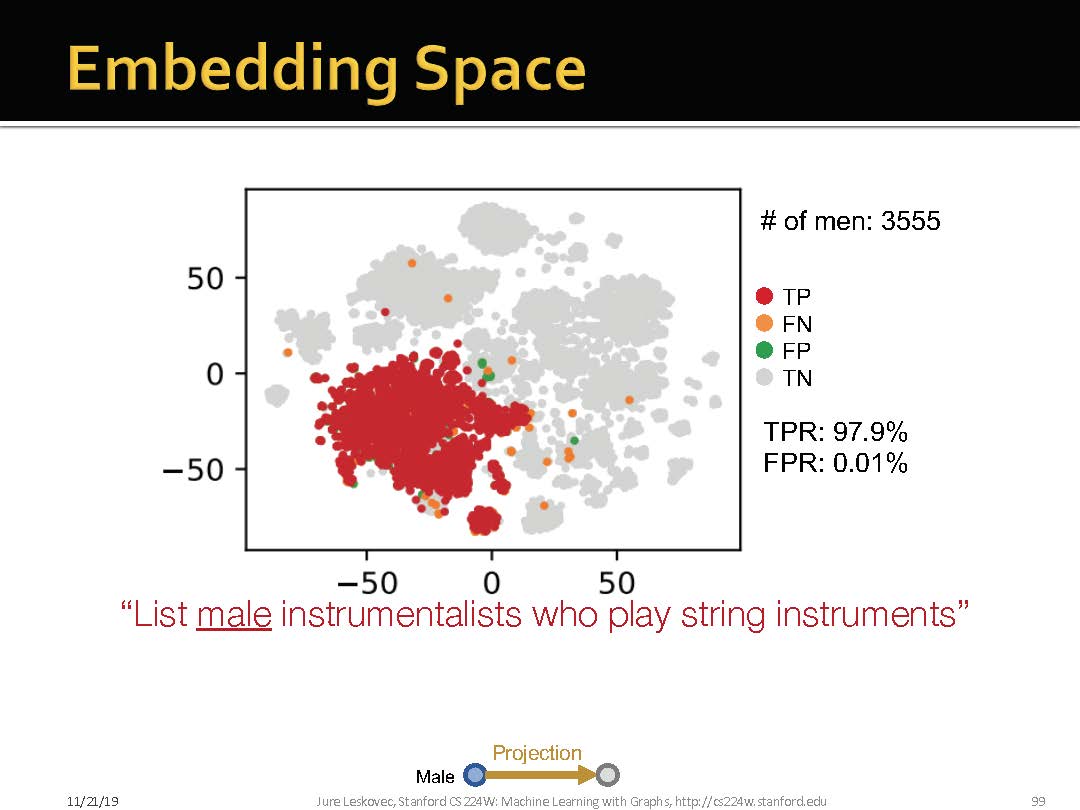 Embedding Space
# of men: 3555
50
0
−50
TP
FN
FP
TN
TPR: 97.9%
FPR: 0.01%
−50 0 50
“List male instrumentalists who play string instruments”
Projection
Male
11/21/19 Jure Leskovec, Stanford CS224W: Machine Learning with Graphs, http://cs224w.stanford.edu 99